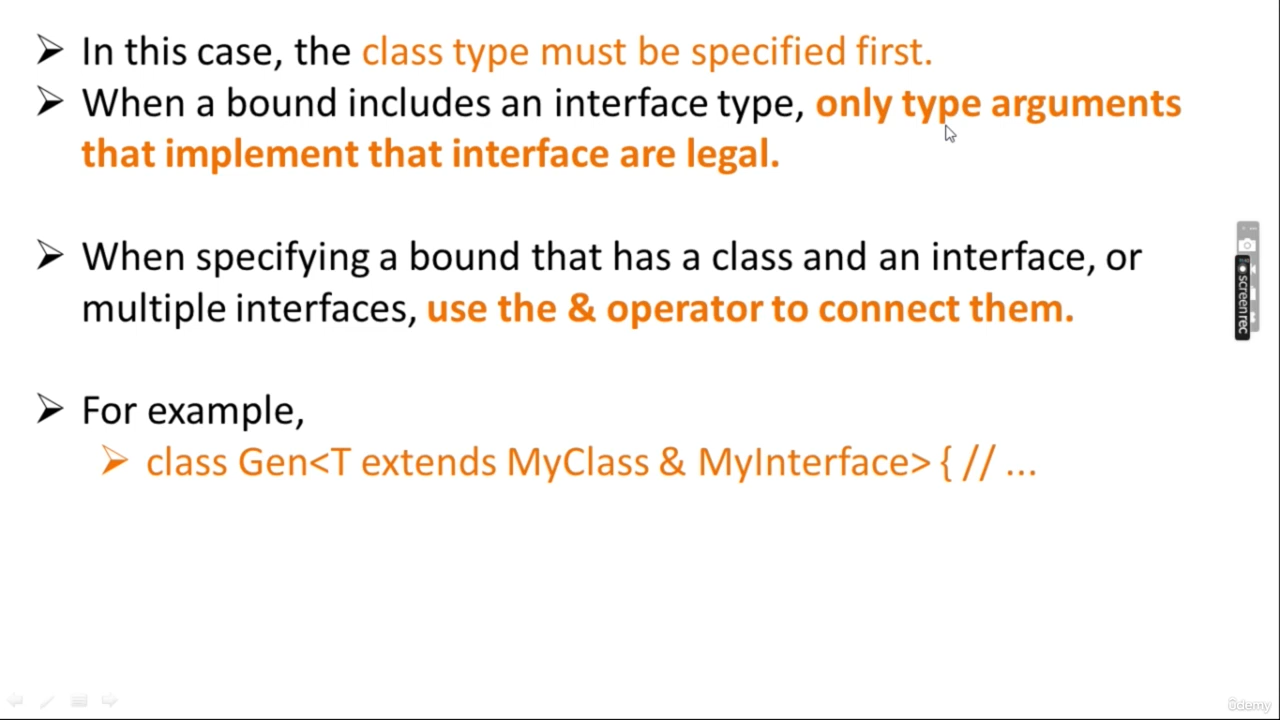 In this case, the class type must be specified first.
When a bound includes an interface type, only type arguments
that implement that interface are legal.
When specifying a bound that has a class and an interface, or
multiple interfaces, use the & operator to connect them.
For example,
class Gen<T extends MyClass & MyInterface> { // ...
screenrec
ûdemy